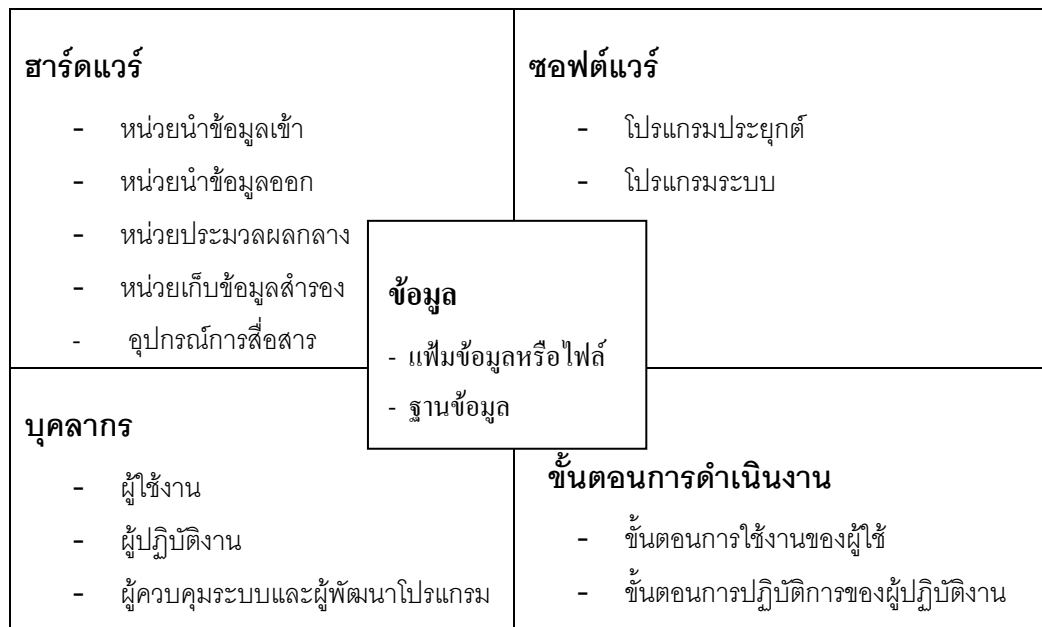 ฮาร์ดแวร์
- หน่วยนำข้อมูลเข้า
- หน่วยนำข้อมูลออก
- หน่วยประมวลผลกลาง
- หน่วยเก็บข้อมูลสำรอง
- อุปกรณ์การสื่อสาร
ซอฟต์แวร์
- โปรแกรมประยุกต์
- โปรแกรมระบบ
ข้อมูล
- แฟ้มข้อมูลหรือไฟล์
- ฐานข้อมูล
บุคลากร
- ผู้ใช้งาน
- ผู้ปฏิบัติงาน
- ผู้ควบคุมระบบและผู้พัฒนาโปรแกรม
ขั้นตอนการดำเนินงาน
- ขั้นตอนการใช้งานของผู้ใช้
- ขั้นตอนการปฏิบัติการของผู้ปฏิบัติงาน